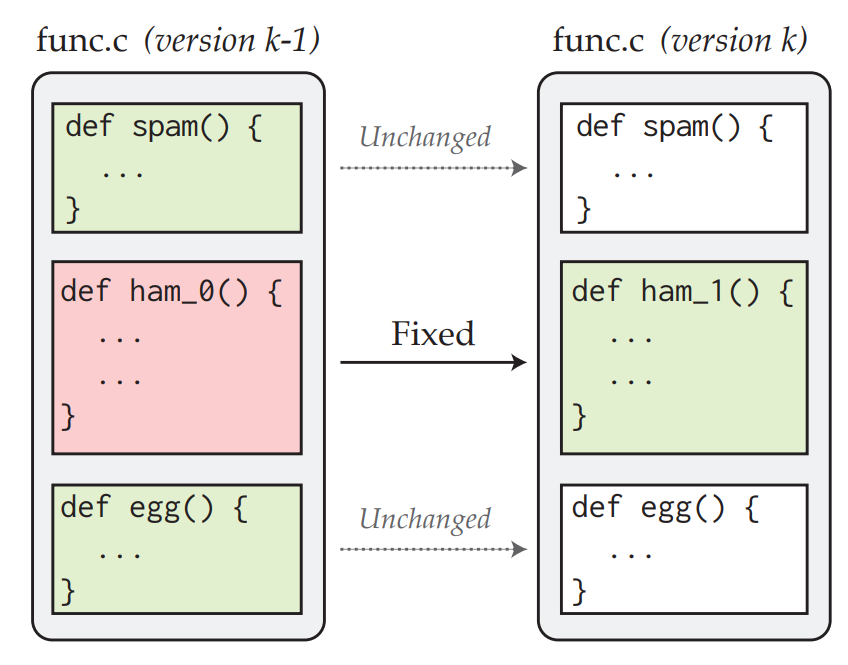 func.c (version k-1)
def spam() {
...
}
def ham_0() {
...
...
}
def egg() {
...
}
Unchanged
Fixed
Unchanged
func.c (version k)
def spam() {
...
}
def ham_1() {
...
...
}
def egg() {
...
}